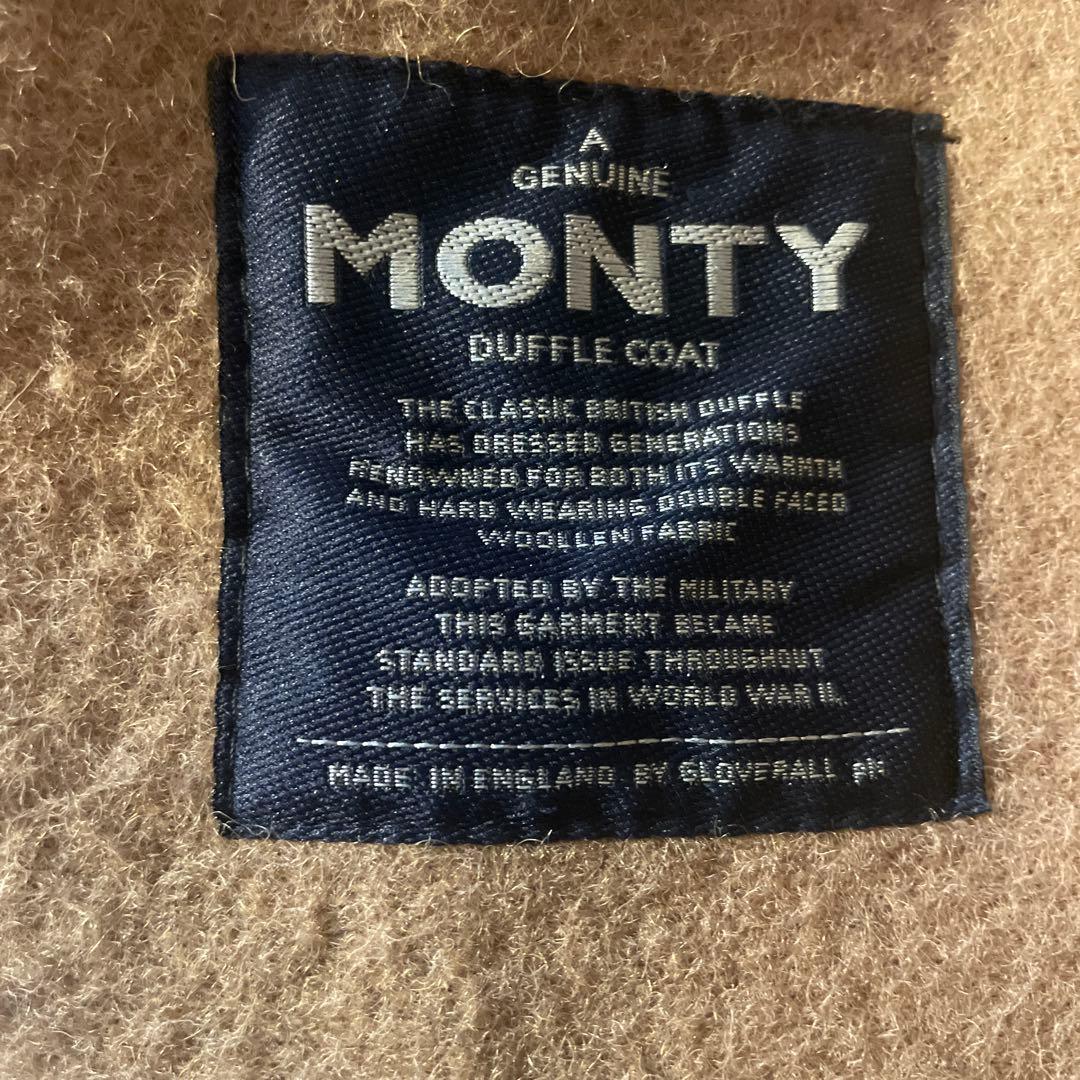 A
GENUINE
MONTY
DUFFLE COAT
THE CLASSIC BRITISH DUFFLE
HAS DRESSED GENERATIONS
RENOWNED FOR BOTH ITS WARMTH
AND HARD WEARING DOUBLE FACED
WOOLLEN FABRIC
ADOPTED BY THE MILITARY
THIS GARMENT BECAME
STANDARD ISSUE THROUGHOUT
THE SERVICES IN WORLD WAR II.
MADE IN ENGLAND BY GLOVERALL